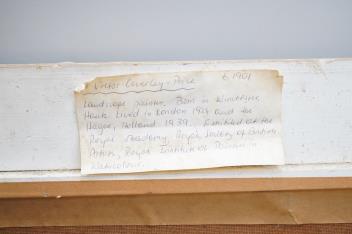 Victor Coverley-Price b 1901
Landscape painter, Born in Winchester,
Hants. Lived in London 1934 and the
Hague, Holland 1939. Exhibited at the
Royal Academy, Royal Society of British
Artists, Royal Institute of Painters in
Watercolour.